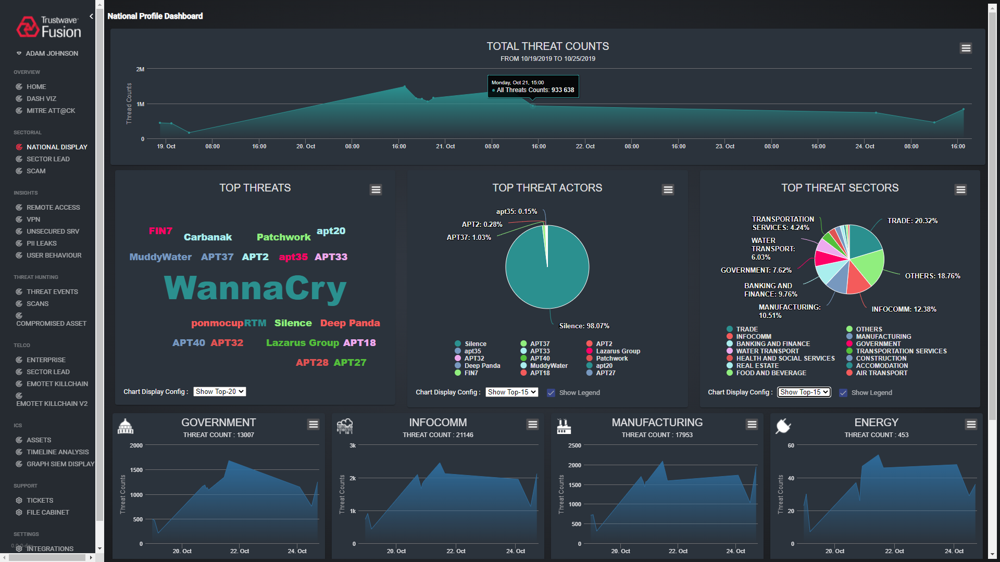 Trustwave®
Fusion
ADAM JOHNSON
OVERVIEW
HOME
DASH VIZ
MITRE ATT@CK
SECTORIAL
NATIONAL DISPLAY
SECTOR LEAD
SCAM
INSIGHTS
REMOTE ACCESS
VPN
UNSECURED SRV
PII LEAKS
USER BEHAVIOUR
THREAT HUNTING
THREAT EVENTS
SCANS
COMPROMISED ASSET
TELCO
ENTERPRISE
SECTOR LEAD
EMOTET KILLCHAIN
EMOTET KILLCHAIN V2
ICS
ASSETS
TIMELINE ANALYSIS
GRAPH SIEM DISPLAY
SUPPORT
TICKETS
FILE CABINET
SETTINGS
0.0.0-dev
INTEGRATIONS
National Profile Dashboard
TOTAL THREAT COUNTS
FROM 10/19/2019 TO 10/25/2019
Thread Counts
2M
1M
0
Monday, Oct 21, 15:00
● All Threats Counts: 933 638
19. Oct 08:00 16:00 20. Oct 08:00 16:00 21. Oct 08:00 16:00 22. Oct 08:00 16:00 23. Oct 08:00 16:00 24. Oct 08:00 16:00
TOP THREATS
FIN7 Carbanak Patchwork apt20
MuddyWater APT37 APT2 apt35 APT33
WannaCry
ponmocup RTM Silence Deep Panda
APT40 APT32 Lazarus Group APT18
APT28 APT27
Chart Display Config : Show Top-20
TOP THREAT ACTORS
apt35: 0.15%
APT2: 0.28%
APT37: 1.03%
Silence: 98.07%
Silence APT37 APT2
apt35 APT33 Lazarus Group
APT32 APT40 Patchwork
Deep Panda MuddyWater apt20
FIN7 APT18 APT27
Chart Display Config : Show Top-15 Show Legend
TOP THREAT SECTORS
TRANSPORTATION
SERVICES: 4.24%
TRADE: 20.32%
WATER
TRANSPORT:
6.03%
GOVERNMENT: 7.62%
OTHERS: 18.76%
BANKING AND
FINANCE: 9.76%
MANUFACTURING:
10.51%
INFOCOMM: 12.38%
TRADE OTHERS
INFOCOMM MANUFACTURING
BANKING AND FINANCE GOVERNMENT
WATER TRANSPORT TRANSPORTATION SERVICES
HEALTH AND SOCIAL SERVICES CONSTRUCTION
REAL ESTATE ACCOMODATION
FOOD AND BEVERAGE AIR TRANSPORT
Chart Display Config : Show Top-15 Show Legend
GOVERNMENT
THREAT COUNT : 13007
Threat Counts
2000
1500
1000
500
0
20. Oct 22. Oct 24. Oct
INFOCOMM
THREAT COUNT : 21146
Threat Counts
3k
2k
1k
0
20. Oct 22. Oct 24. Oct
MANUFACTURING
THREAT COUNT : 17953
Threat Counts
2500
2000
1500
1000
500
0
20. Oct 22. Oct 24. Oct
ENERGY
THREAT COUNT : 453
Threat Counts
60
40
20
0
20. Oct 22. Oct 24. Oct